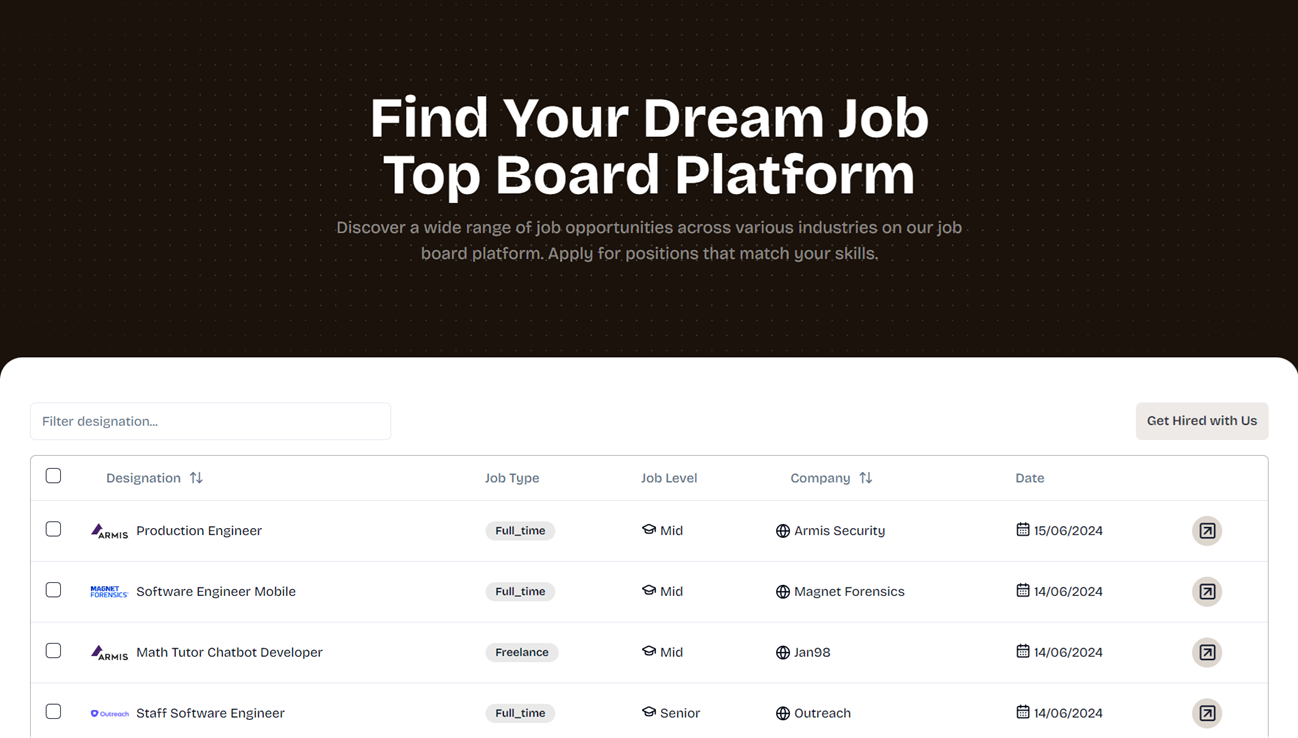 Find Your Dream Job
Top Board Platform
Discover a wide range of job opportunities across various industries on our job
board platform. Apply for positions that match your skills.
Filter designation...
Get Hired with Us
Designation Job Type Job Level Company Date
ARMIS Production Engineer Full_time Mid Armis Security 15/06/2024
MAGNET FORENSICS Software Engineer Mobile Full_time Mid Magnet Forensics 14/06/2024
ARMIS Math Tutor Chatbot Developer Freelance Mid Jan98 14/06/2024
Outreach Staff Software Engineer Full_time Senior Outreach 14/06/2024